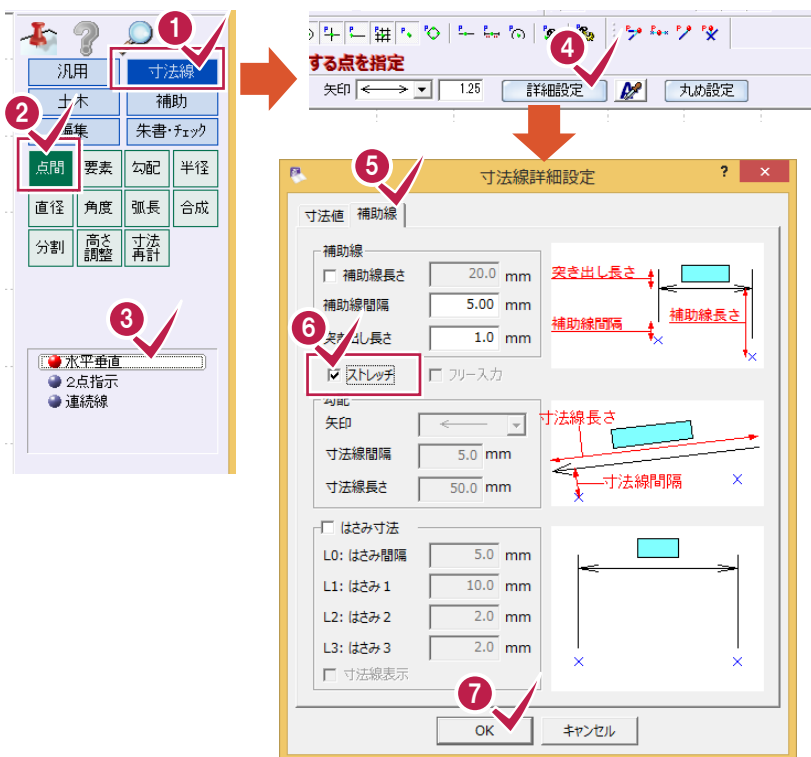 1
汎用
寸法線
土木
補助
2
編集
朱書・チェック
点間
要素
勾配
半径
直径
角度
弧長
合成
分割
高さ調整
寸法再計
3
水平垂直
2点指示
連続線
する点を指定
4
矢印
1.25
詳細設定
丸め設定
5
寸法線詳細設定
?
×
寸法値
補助線
補助線
補助線長さ
20.0
mm
補助線間隔
5.00
mm
6
突き出し長さ
1.0
mm
ストレッチ
フリー入力
突き出し長さ
補助線間隔
補助線長さ
勾配
矢印
寸法線間隔
5.0
mm
寸法線長さ
50.0
mm
寸法線長さ
寸法線間隔
はさみ寸法
L0: はさみ間隔
5.0
mm
L1: はさみ1
10.0
mm
L2: はさみ2
2.0
mm
L3: はさみ3
2.0
mm
寸法線表示
7
OK
キャンセル